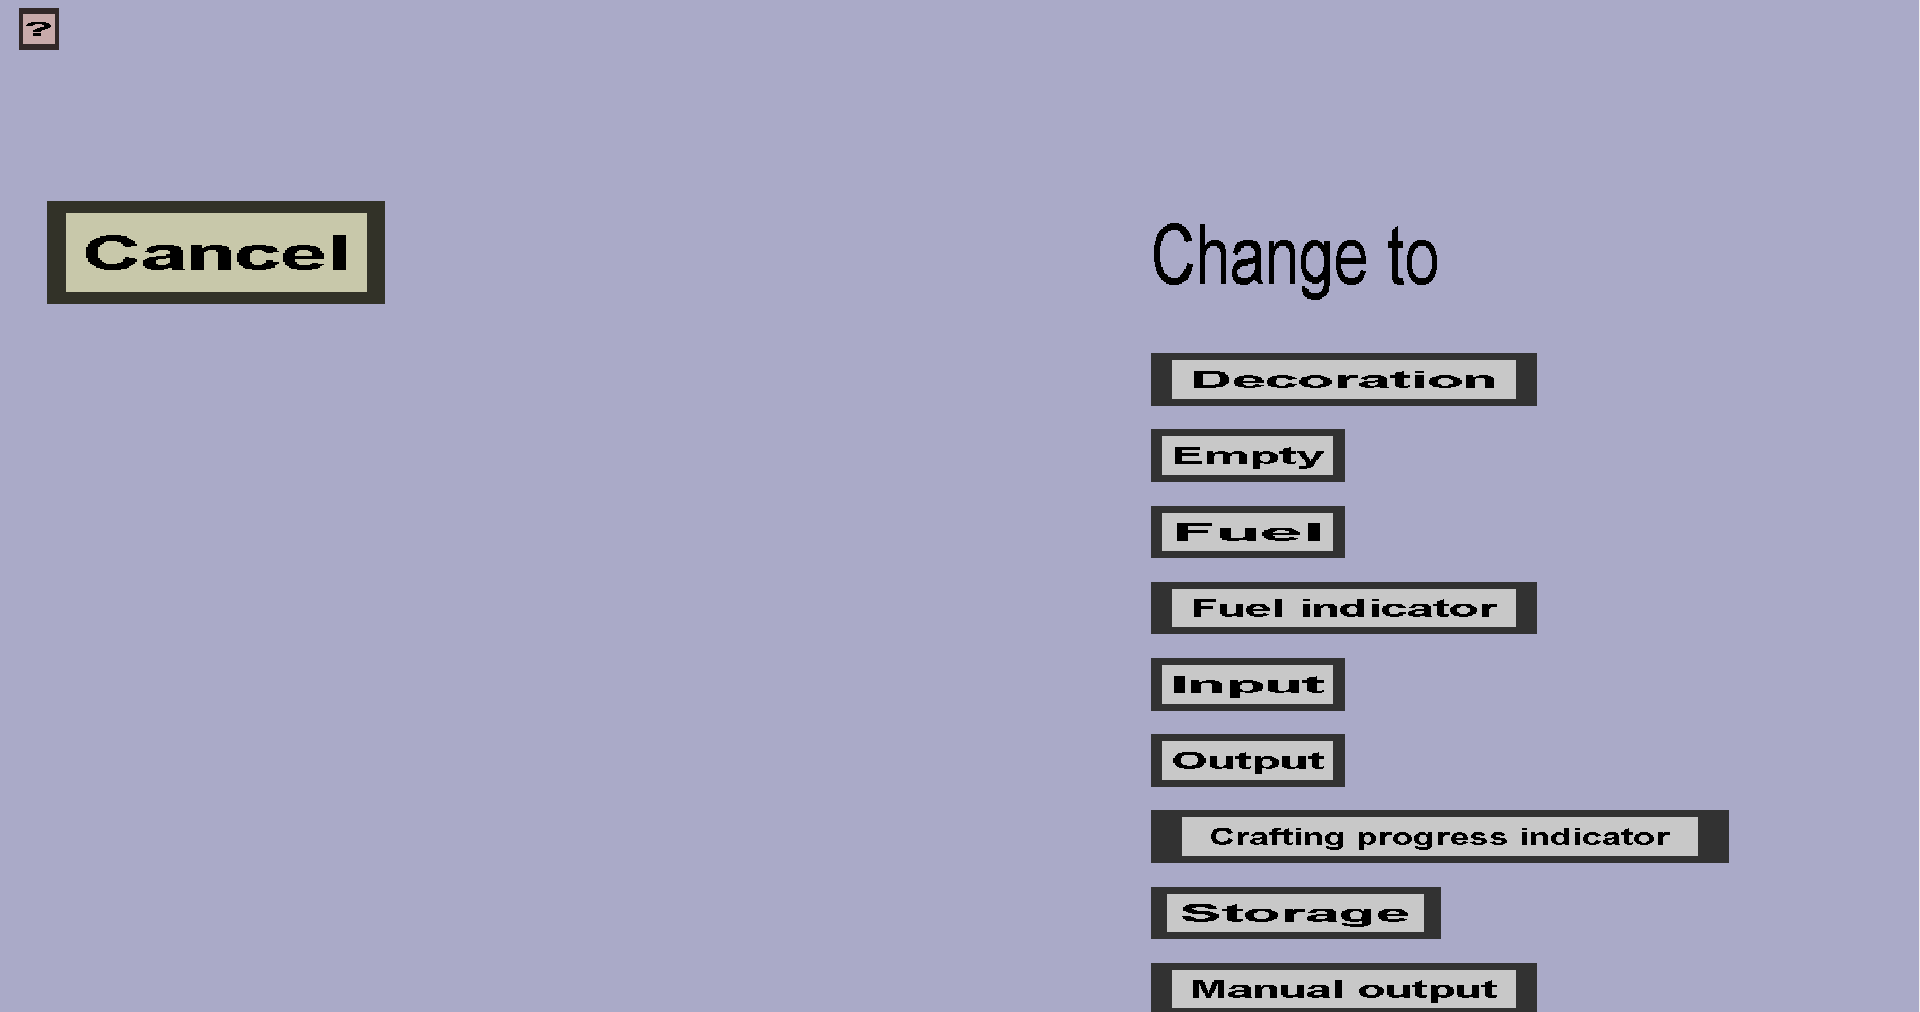 ?
Cancel
Change to
Decoration
Empty
Fuel
Fuel indicator
Input
Output
Crafting progress indicator
Storage
Manual output